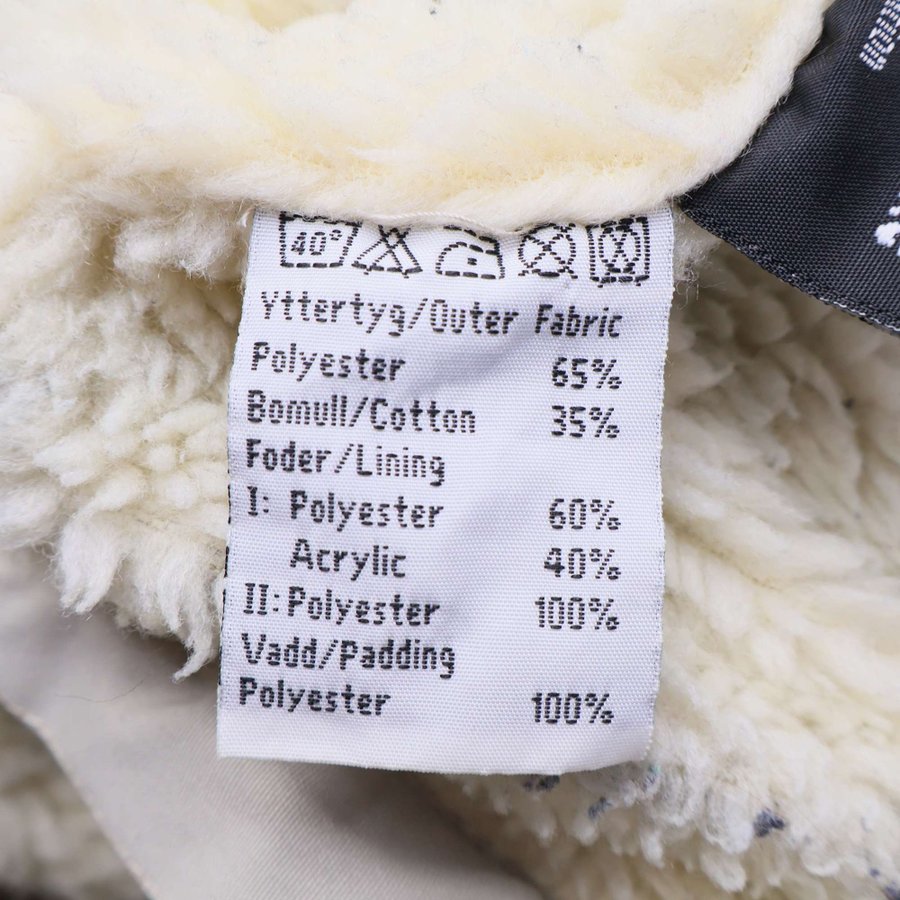 40°
Yttertyg/Outer Fabric
Polyester 65%
Bomull/Cotton 35%
Foder/Lining
I: Polyester 60%
Acrylic 40%
II: Polyester 100%
Vadd/Padding
Polyester 100%